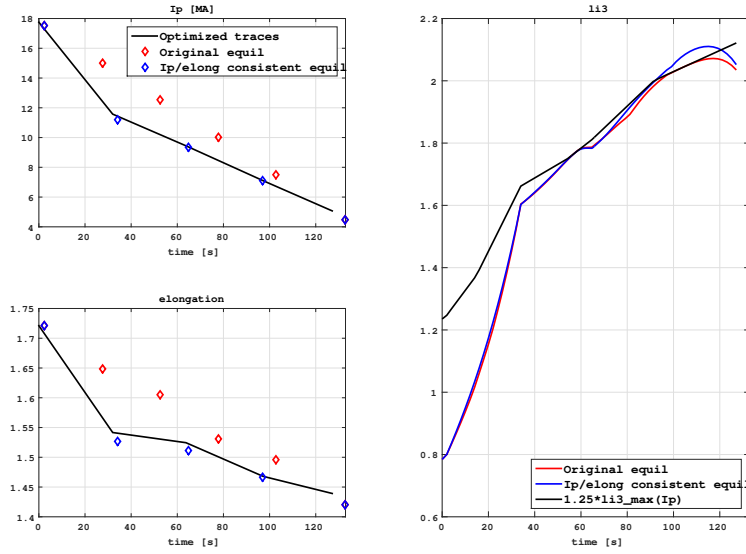 Ip [MA]
18
16
14
12
10
8
6
4
Optimized traces
Original equil
Ip/elong consistent equil
0 20 40 60 80 100 120
time [s]
elongation
1.75
1.7
1.65
1.6
1.55
1.5
1.45
1.4
0 20 40 60 80 100 120
time [s]
li3
2.2
2
1.8
1.6
1.4
1.2
1
0.8
0.6
Original equil
Ip/elong consistent equil
1.25*li3_max(Ip)
0 20 40 60 80 100 120
time [s]